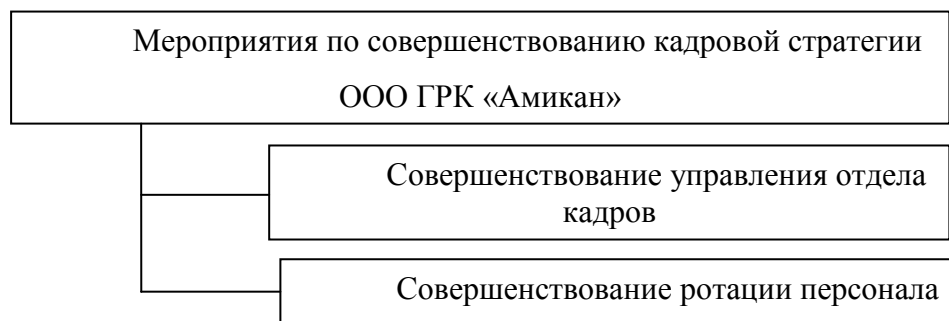 Мероприятия по совершенствованию кадровой стратегии
ООО ГРК «Амикан»
Совершенствование управления отдела
кадров
Совершенствование ротации персонала